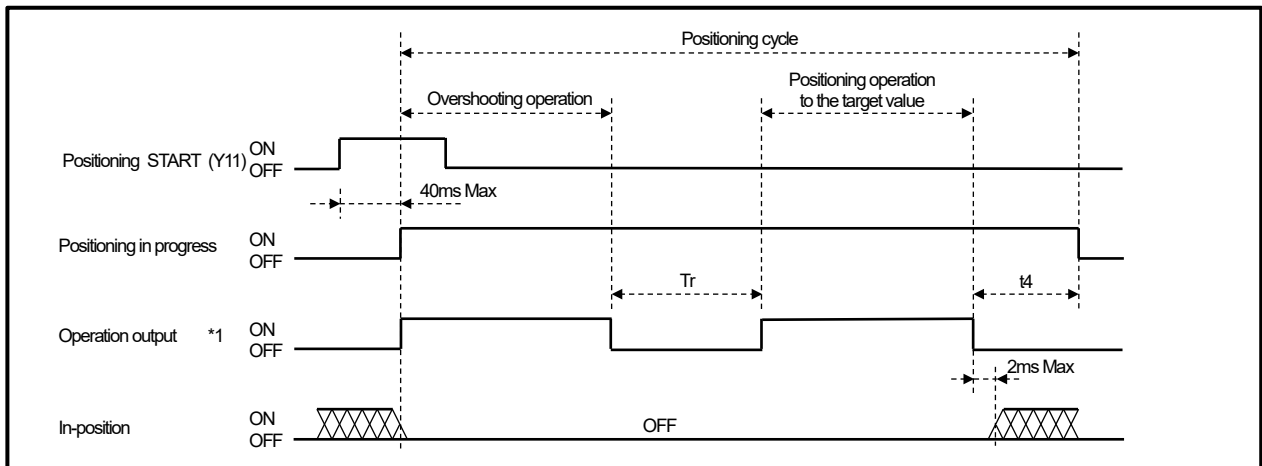 Positioning cycle
Positioning operation
to the target value
Overshooting operation
Positioning START (Y11) ON
OFF
40ms Max
Positioning in progress ON
OFF
Tr t4
Operation output *1 ON
OFF
2ms Max
In-position ON
OFF
OFF